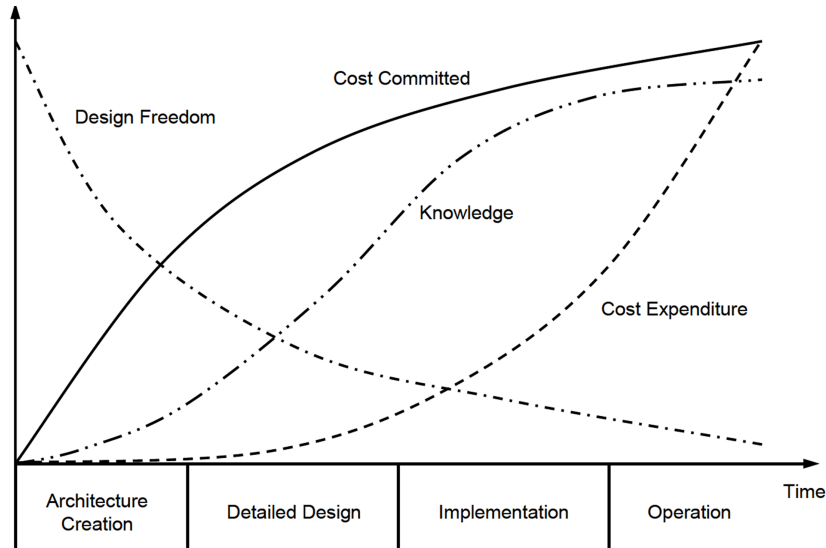 Cost Committed
Design Freedom
Knowledge
Cost Expenditure
Time
Architecture
Creation
Detailed Design
Implementation
Operation